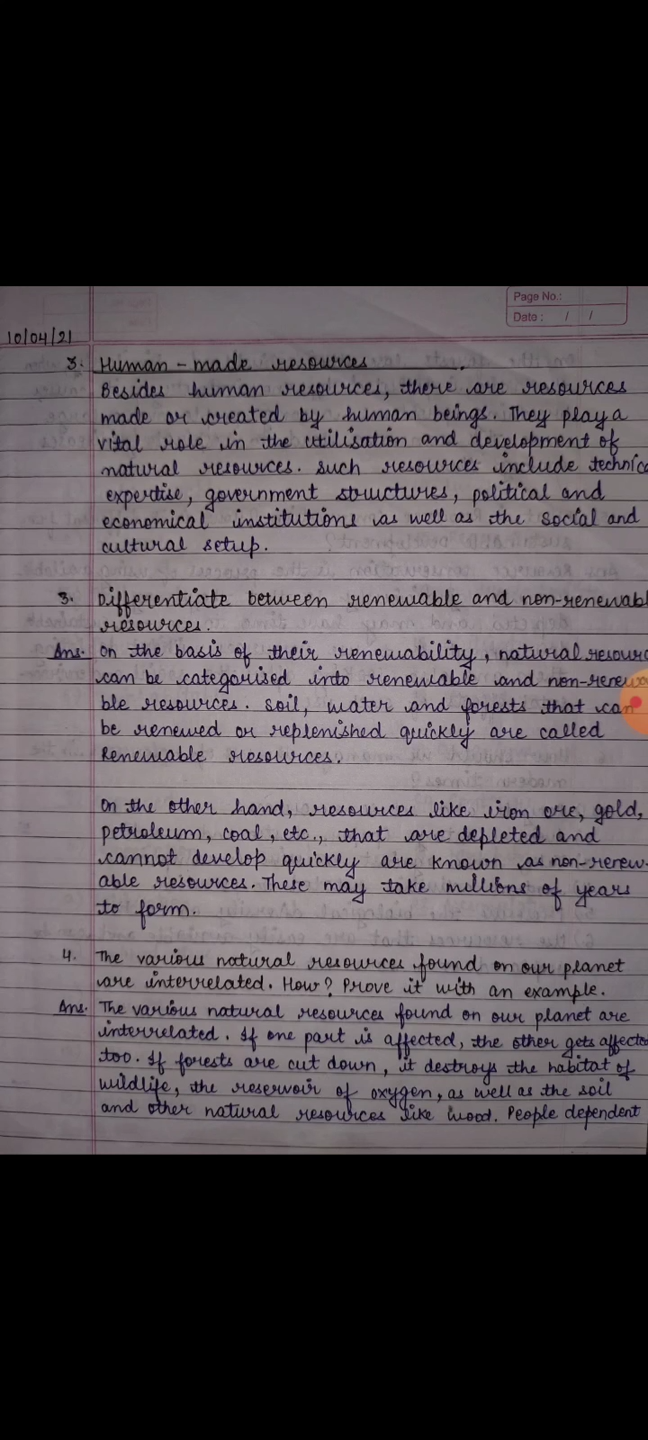 Page No.:
Date : / /
10/04/21
3. Human-made resources
Besides human resources, there are resources
made or created by human beings. They play a
vital role in the utilisation and development of
natural resources. Such resources include technic
expertise, government structures, political and
economical institutions as well as the social and
cultural setup.
3. Differentiate between renewable and non-renewabl
resources.
Ans. On the basis of their renewability, natural resourc
can be categorised into renewable and non-renewa
ble resources. Soil, water and forests that can
be renewed or replenished quickly are called
Renewable resources.
On the other hand, resources like iron ore, gold,
petroleum, coal, etc., that are depleted and
cannot develop quickly are known as non-renew-
able resources. These may take millions of years
to form.
4. The various natural resources found on our planet
are interrelated. How? Prove it with an example.
Ans. The various natural resources found on our planet are
interrelated. If one part is affected, the other gets affecte
too. If forests are cut down, it destroys the habitat of
wildlife, the reservoir of oxygen, as well as the soil
and other natural resources like wood. People dependent